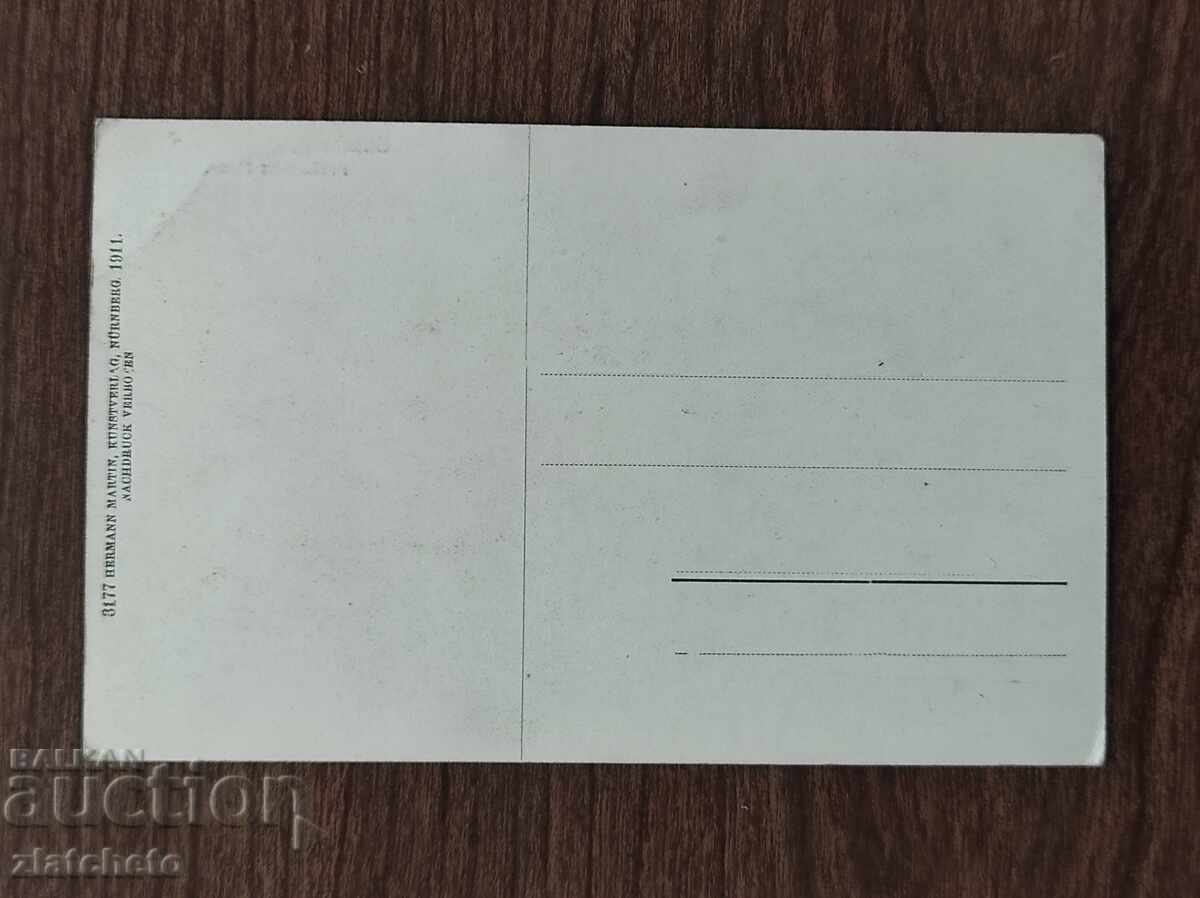 3177 HERMANN MARTIN, KUNSTVERLAG, NÜRNBERG. 1911.
NACHDRUCK VERBOTEN
BALKAN
auction
zlatcheto